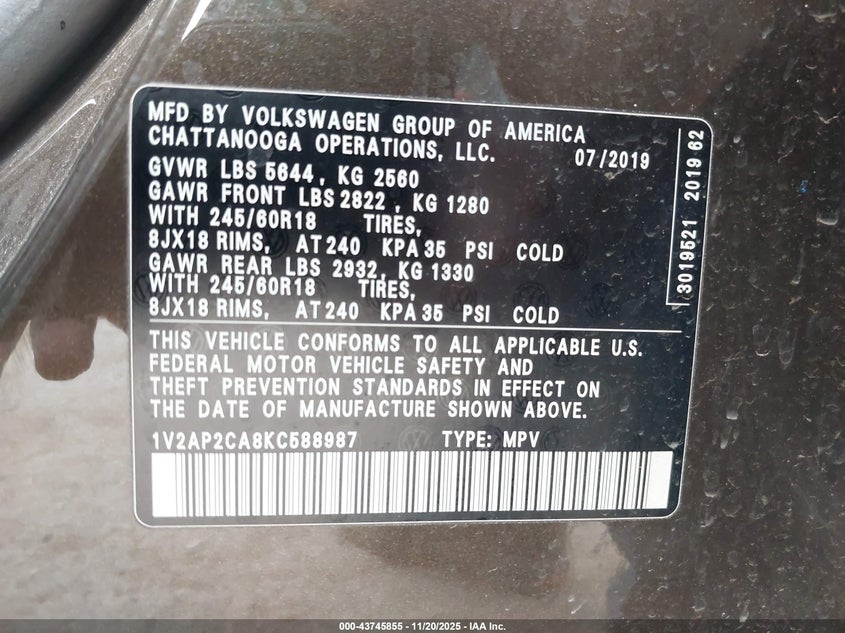 MFD BY VOLKSWAGEN GROUP OF AMERICA
CHATTANOOGA OPERATIONS, LLC. 07/2019
GVWR LBS 5644, KG 2560
GAWR FRONT LBS 2822, KG 1280
WITH 245/60R18 TIRES,
8JX18 RIMS, AT 240 KPA 35 PSI COLD
GAWR REAR LBS 2932, KG 1330
WITH 245/60R18 TIRES,
8JX18 RIMS, AT 240 KPA 35 PSI COLD
THIS VEHICLE CONFORMS TO ALL APPLICABLE U.S.
FEDERAL MOTOR VEHICLE SAFETY AND
THEFT PREVENTION STANDARDS IN EFFECT ON
THE DATE OF MANUFACTURE SHOWN ABOVE.
1V2AP2CA8KC588987 TYPE: MPV
3019521 2019 62
000-43745855 - 11/20/2025 - IAA Inc.